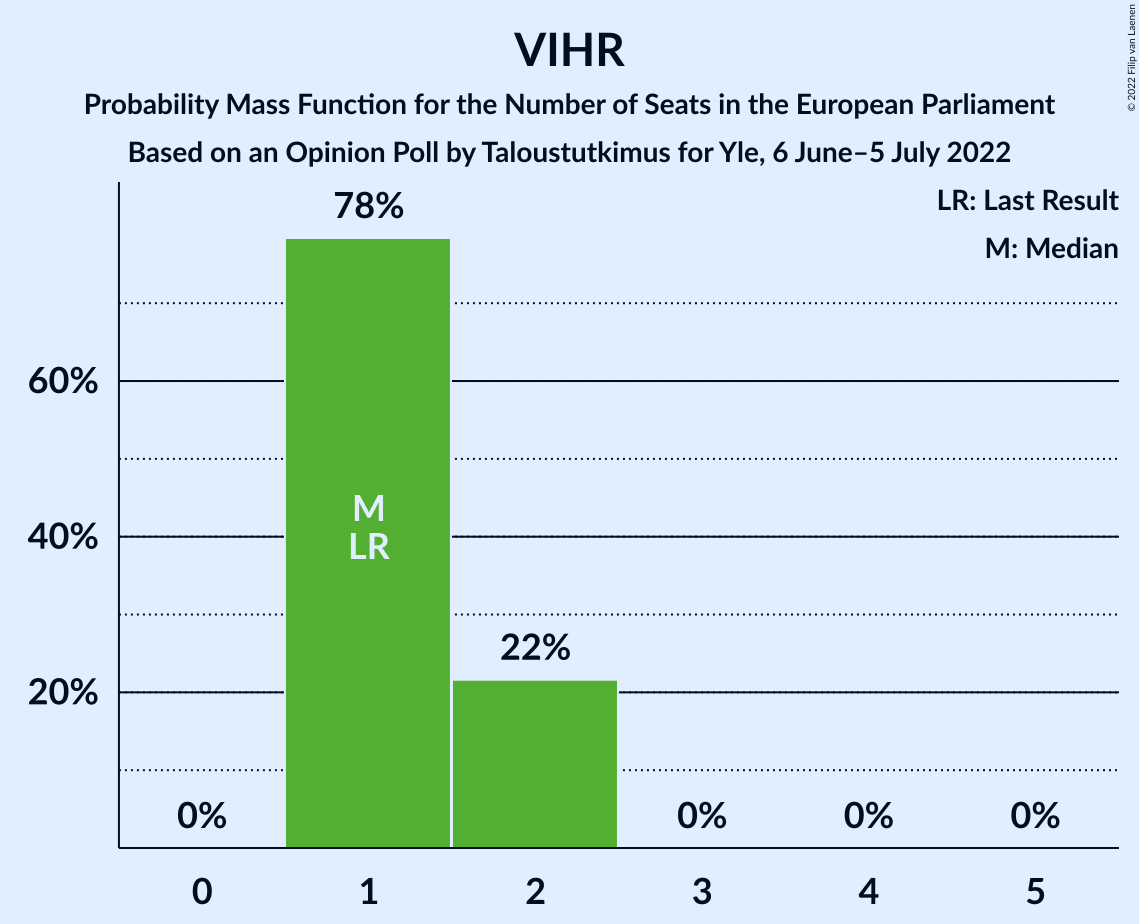 VIHR
Probability Mass Function for the Number of Seats in the European Parliament
Based on an Opinion Poll by Taloustutkimus for Yle, 6 June–5 July 2022
© 2022 Filip van Laenen
LR: Last Result
M: Median
78%
60%
M
40%
LR
22%
20%
0%
0%
0%
0%
0
1
2
3
4
5